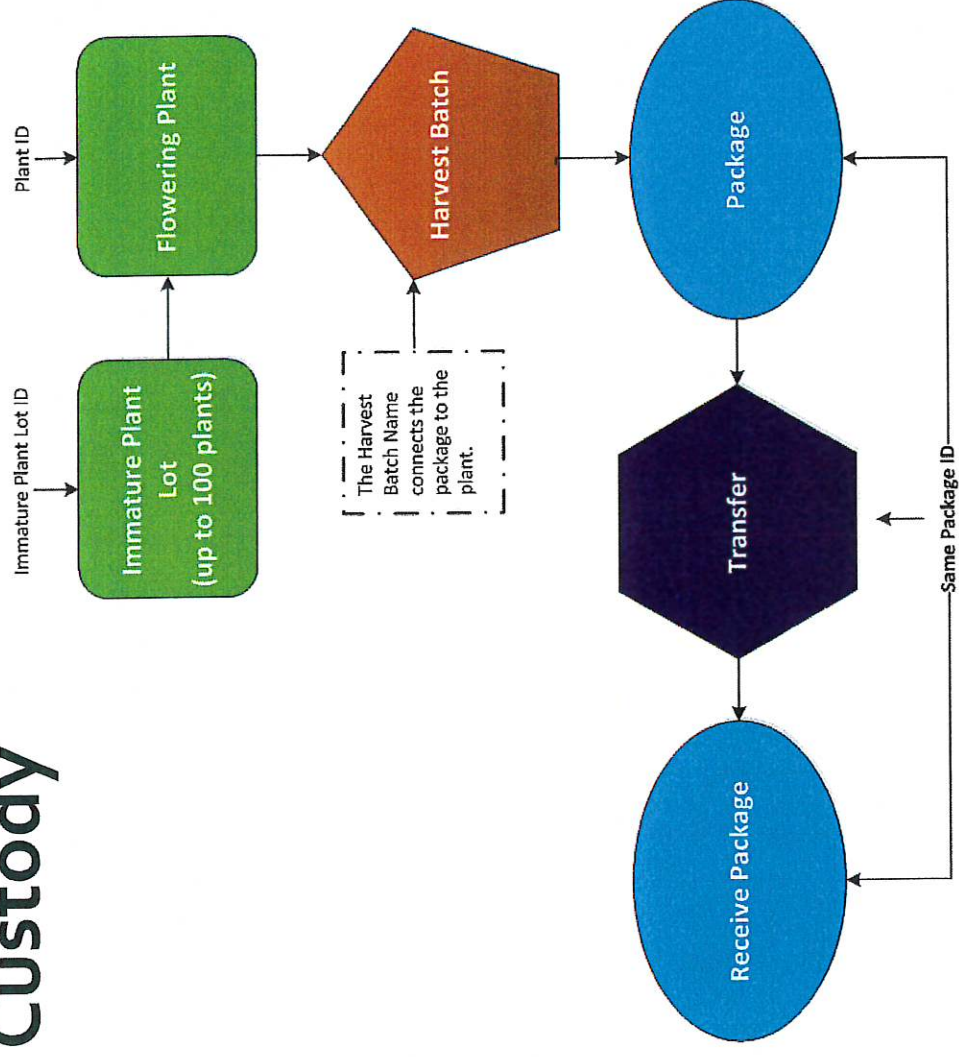 Custody
Immature Plant Lot ID
Plant ID
Immature Plant
Lot
(up to 100 plants)
Flowering Plant
The Harvest
Batch Name
connects the
package to the
plant.
Harvest Batch
Receive Package
Transfer
Package
Same Package ID